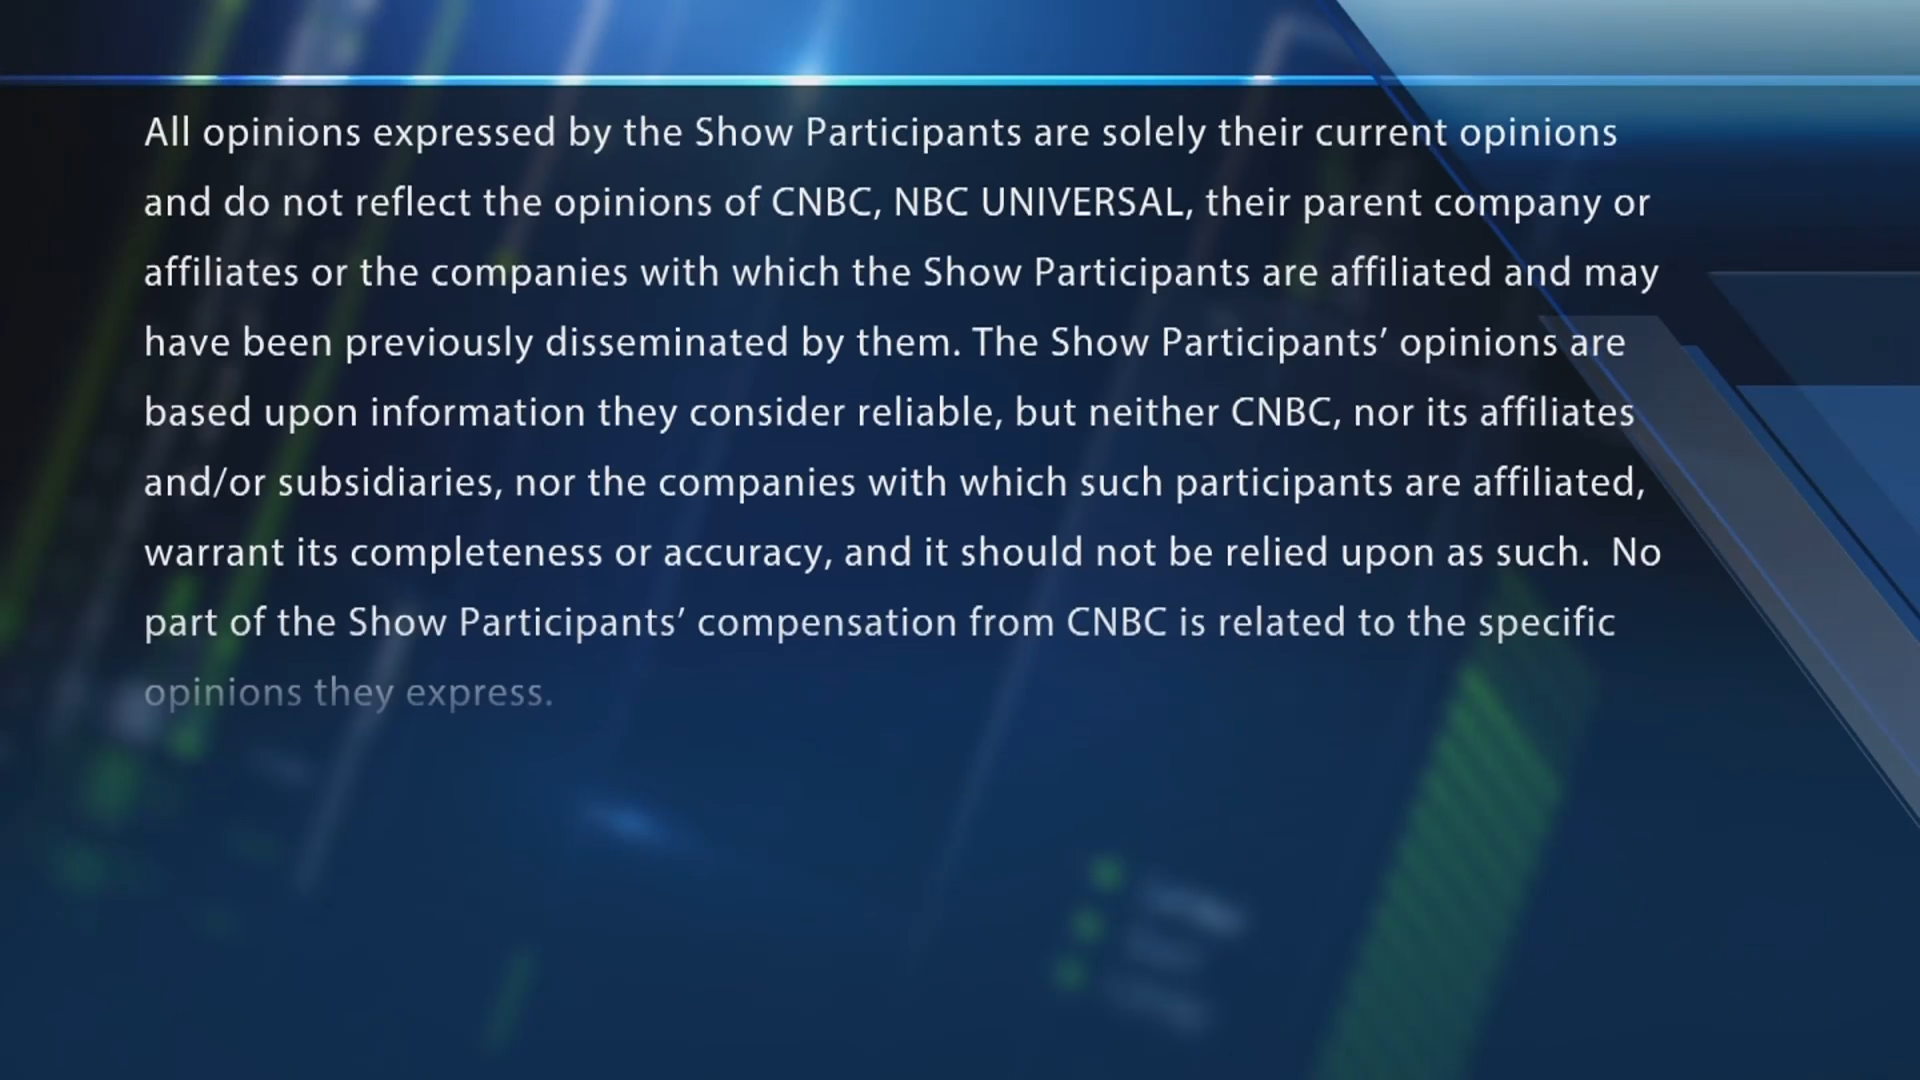 All opinions expressed by the Show Participants are solely their current opinions
and do not reflect the opinions of CNBC, NBC UNIVERSAL, their parent company or
affiliates or the companies with which the Show Participants are affiliated and may
have been previously disseminated by them. The Show Participants’ opinions are
based upon information they consider reliable, but neither CNBC, nor its affiliates
and/or subsidiaries, nor the companies with which such participants are affiliated,
warrant its completeness or accuracy, and it should not be relied upon as such.  No
part of the Show Participants’ compensation from CNBC is related to the specific
opinions they express.